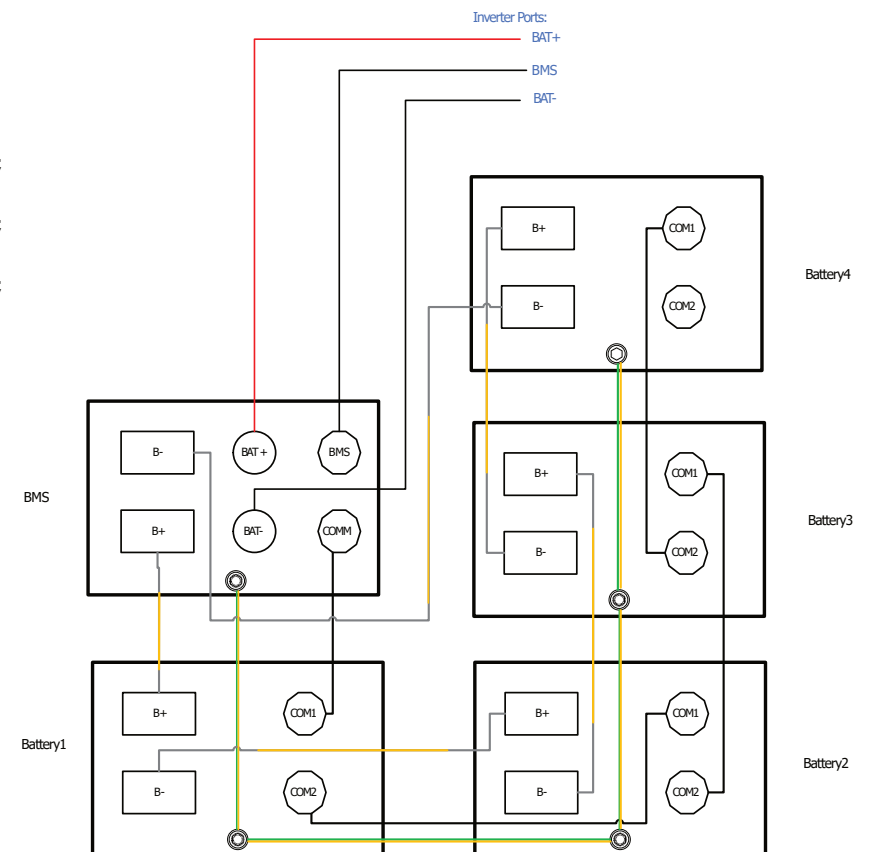 Inverter Ports:
BAT+
BMS
BAT-
B+
COM1
Battery4
B-
COM2
B-
BAT +
BMS
B+
COM1
BMS
Battery3
B+
BAT-
COMM
B-
COM2
B+
COM1
B+
COM1
Battery1
Battery2
B-
COM2
B-
COM2